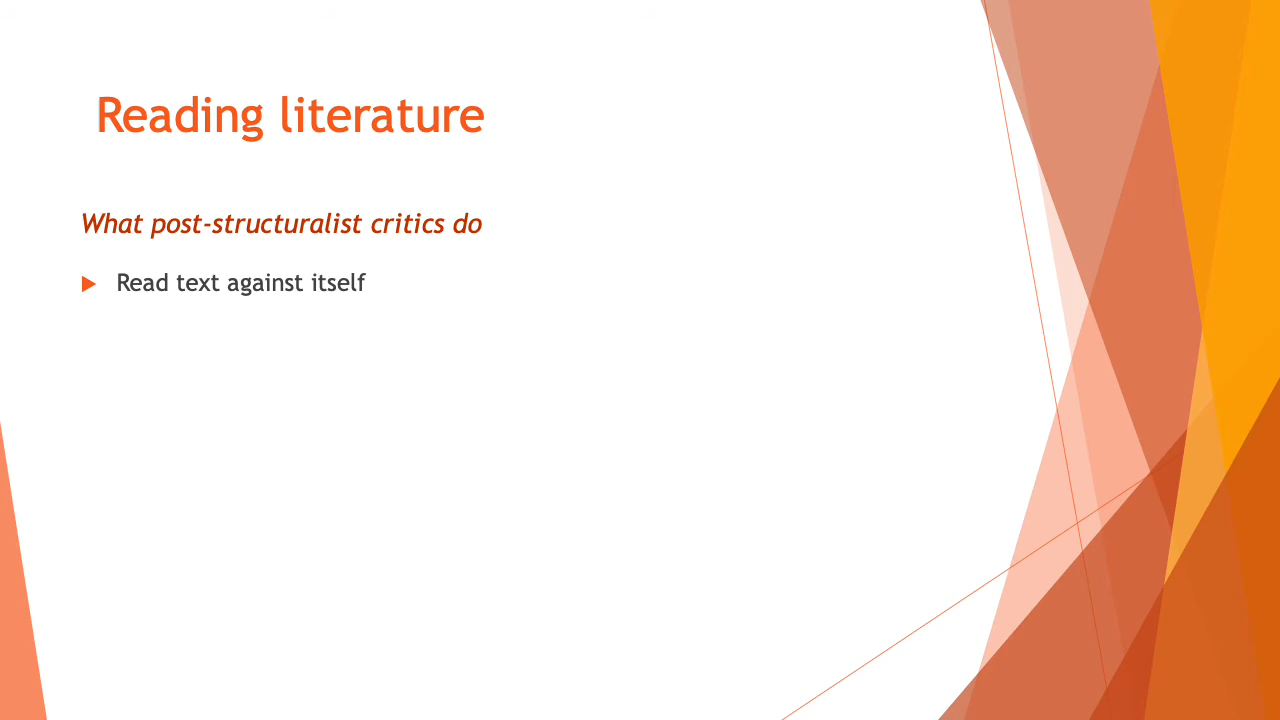 Reading literature
What post-structuralist critics do
Read text against itself